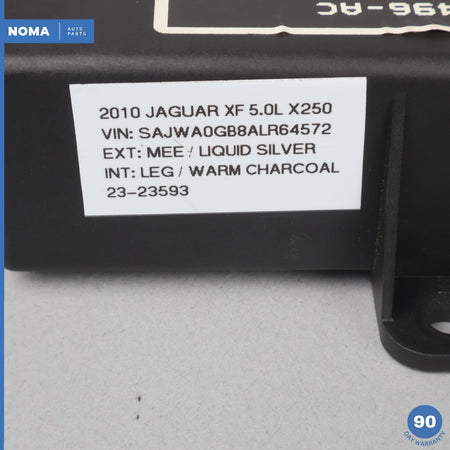 NOMA AUTO PARTS
496-AC
2010 JAGUAR XF 5.0L X250
VIN: SAJWA0GB8ALR64572
EXT: MEE / LIQUID SILVER
INT: LEG / WARM CHARCOAL
23-23593
90
DAY WARRANTY